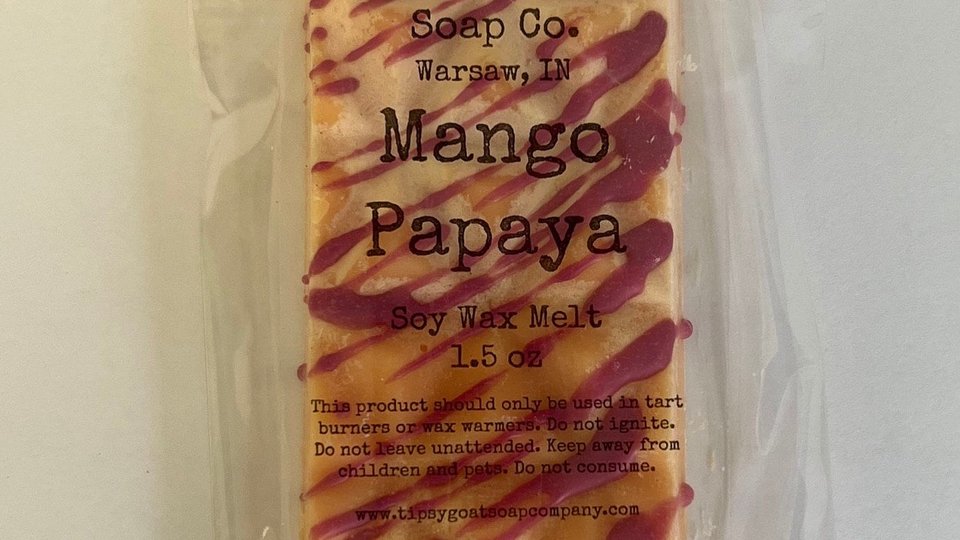 Soap Co.
Warsaw, IN
Mango
Papaya
Soy Wax Melt
1.5 oz
This product should only be used in tart
burners or wax warmers. Do not ignite.
Do not leave unattended. Keep away from
children and pets. Do not consume.
www.tipsygoatsoapcompany.com